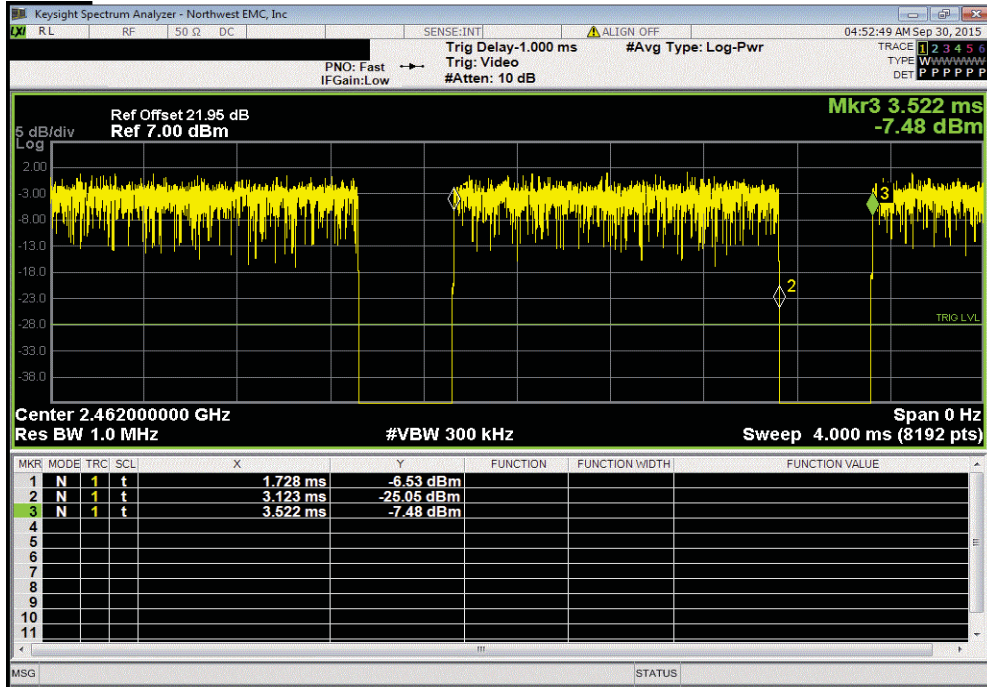 Keysight Spectrum Analyzer - Northwest EMC, Inc
LXI RL RF 50 Ω DC SENSE:INT ALIGN OFF 04:52:49 AM Sep 30, 2015
Trig Delay-1.000 ms #Avg Type: Log-Pwr TRACE 1 2 3 4 5 6
PNO: Fast Trig: Video TYPE WWWWWW
IFGain:Low #Atten: 10 dB DET P P P P P P
Mkr3 3.522 ms
Ref Offset 21.95 dB
5 dB/div Ref 7.00 dBm -7.48 dBm
Log
2.00
-3.00 3
-8.00
-13.0
-18.0
-23.0 2
TRIG LVL
-28.0
-33.0
-38.0
Center 2.462000000 GHz Span 0 Hz
Res BW 1.0 MHz #VBW 300 kHz Sweep 4.000 ms (8192 pts)
MKR MODE TRC SCL X Y FUNCTION FUNCTION WIDTH FUNCTION VALUE
1 N 1 t 1.728 ms -6.53 dBm
2 N 1 t 3.123 ms -25.05 dBm
3 N 1 t 3.522 ms -7.48 dBm
4
5
6
7
8
9
10
11
MSG STATUS